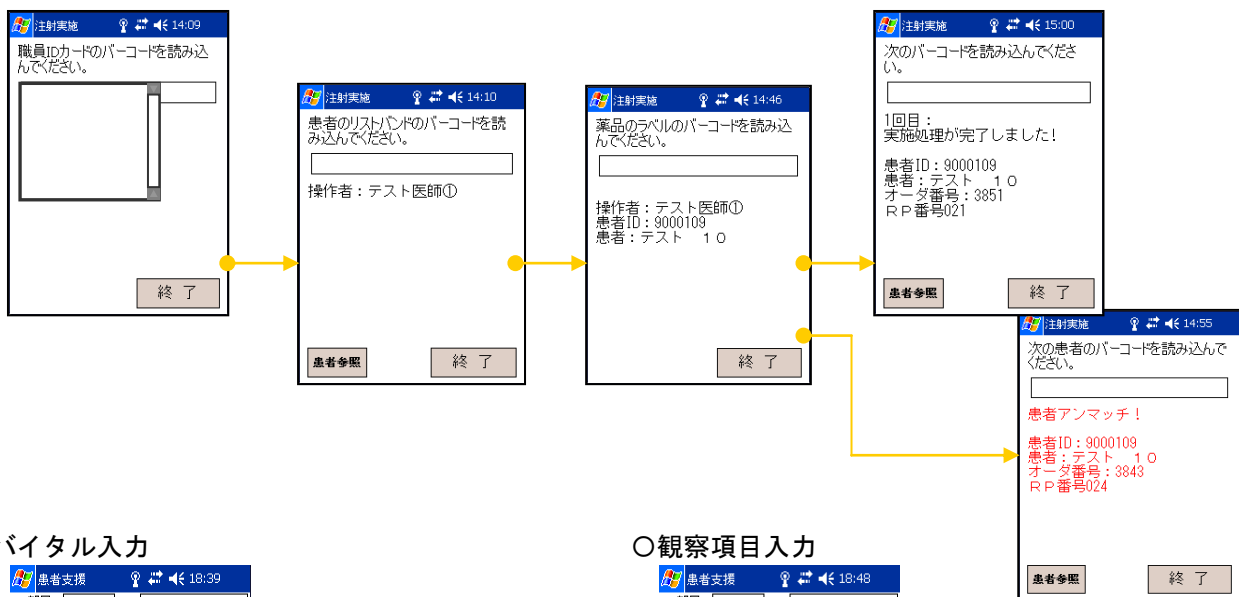 注射実施 14:09
職員IDカードのバーコードを読み込
んでください。
終 了
注射実施 14:10
患者のリストバンドのバーコードを読
み込んでください。
操作者：テスト医師①
患者参照
終 了
注射実施 14:46
薬品のラベルのバーコードを読み込
んでください。
操作者：テスト医師①
患者ID：9000109
患者：テスト　１０
終 了
注射実施 15:00
次のバーコードを読み込んでくださ
い。
1回目：
実施処理が完了しました!
患者ID：9000109
患者：テスト　１０
オーダ番号：3851
ＲＰ番号021
患者参照
終 了
注射実施 14:55
次の患者のバーコードを読み込んで
ください。
患者アンマッチ！
患者ID：9000109
患者：テスト　１０
オーダ番号：3843
ＲＰ番号024
患者参照
終 了
バイタル入力
患者支援 18:39
〇観察項目入力
患者支援 18:48